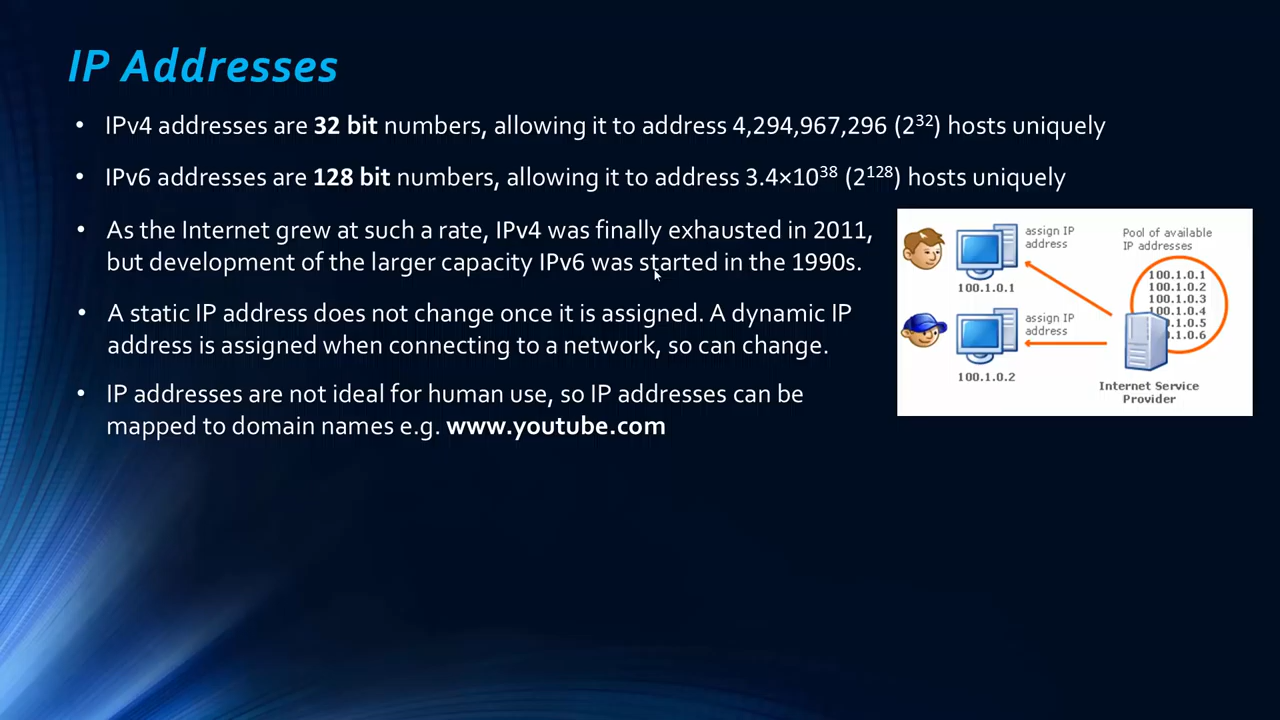 IP Addresses
• IPv4 addresses are 32 bit numbers, allowing it to address 4,294,967,296 (2³²) hosts uniquely
• IPv6 addresses are 128 bit numbers, allowing it to address 3.4×10³⁸ (2¹²⁸) hosts uniquely
• As the Internet grew at such a rate, IPv4 was finally exhausted in 2011,
but development of the larger capacity IPv6 was started in the 1990s.
• A static IP address does not change once it is assigned. A dynamic IP
address is assigned when connecting to a network, so can change.
• IP addresses are not ideal for human use, so IP addresses can be
mapped to domain names e.g. www.youtube.com
assign IP
address
100.1.0.1
assign IP
address
100.1.0.2
Pool of available
IP addresses
100.1.0.1
100.1.0.2
100.1.0.3
.00.1.0.4
0.1.0.5
0.1.0.6
Internet Service
Provider